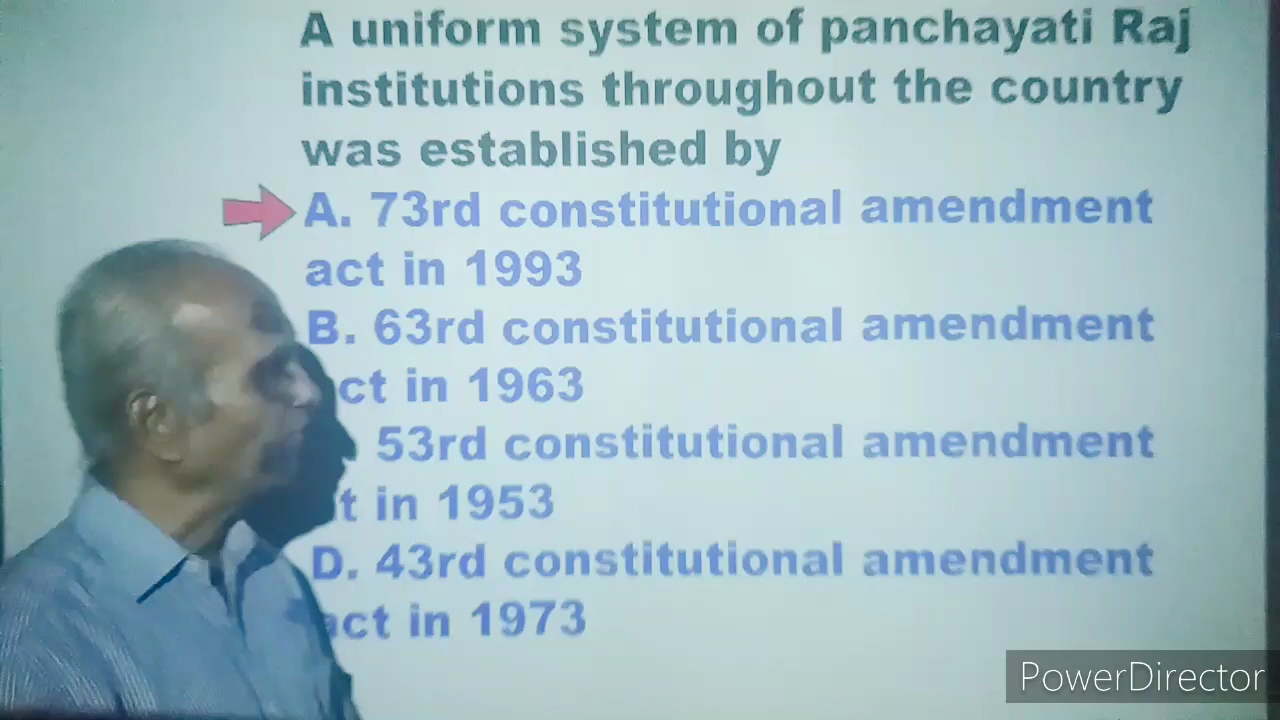 A uniform system of panchayati Raj
institutions throughout the country
was established by
A. 73rd constitutional amendment
act in 1993
B. 63rd constitutional amendment
ct in 1963
53rd constitutional amendment
t in 1953
D. 43rd constitutional amendment
act in 1973
PowerDirector